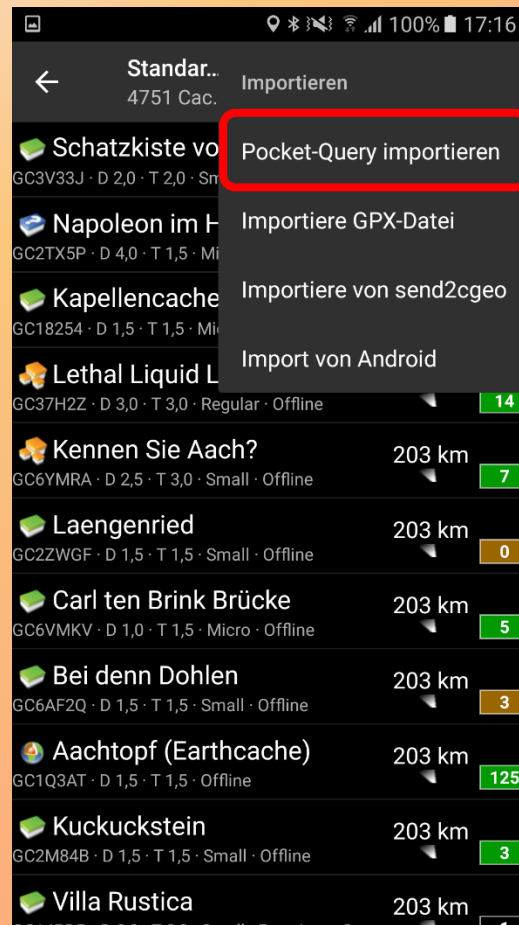 100% 17:16
Standar...
4751 Cac.
Importieren
Pocket-Query importieren
Importiere GPX-Datei
Importiere von send2cgeo
Import von Android
Schatzkiste vo
GC3V33J · D 2,0 · T 2,0 · Sm
Napoleon im H
GC2TX5P · D 4,0 · T 1,5 · Mi
Kapellencache
GC18254 · D 1,5 · T 1,5 · Mi
Lethal Liquid L
GC37H2Z · D 3,0 · T 3,0 · Regular · Offline
14
Kennen Sie Aach?
203 km
GC6YMRA · D 2,5 · T 3,0 · Small · Offline
7
Laengenried
203 km
GC2ZWGF · D 1,5 · T 1,5 · Small · Offline
0
Carl ten Brink Brücke
203 km
GC6VMKV · D 1,0 · T 1,5 · Micro · Offline
5
Bei denn Dohlen
203 km
GC6AF2Q · D 1,5 · T 1,5 · Small · Offline
3
Aachtopf (Earthcache)
203 km
GC1Q3AT · D 1,5 · T 1,5 · Offline
125
Kuckuckstein
203 km
GC2M84B · D 1,5 · T 1,5 · Small · Offline
3
Villa Rustica
203 km